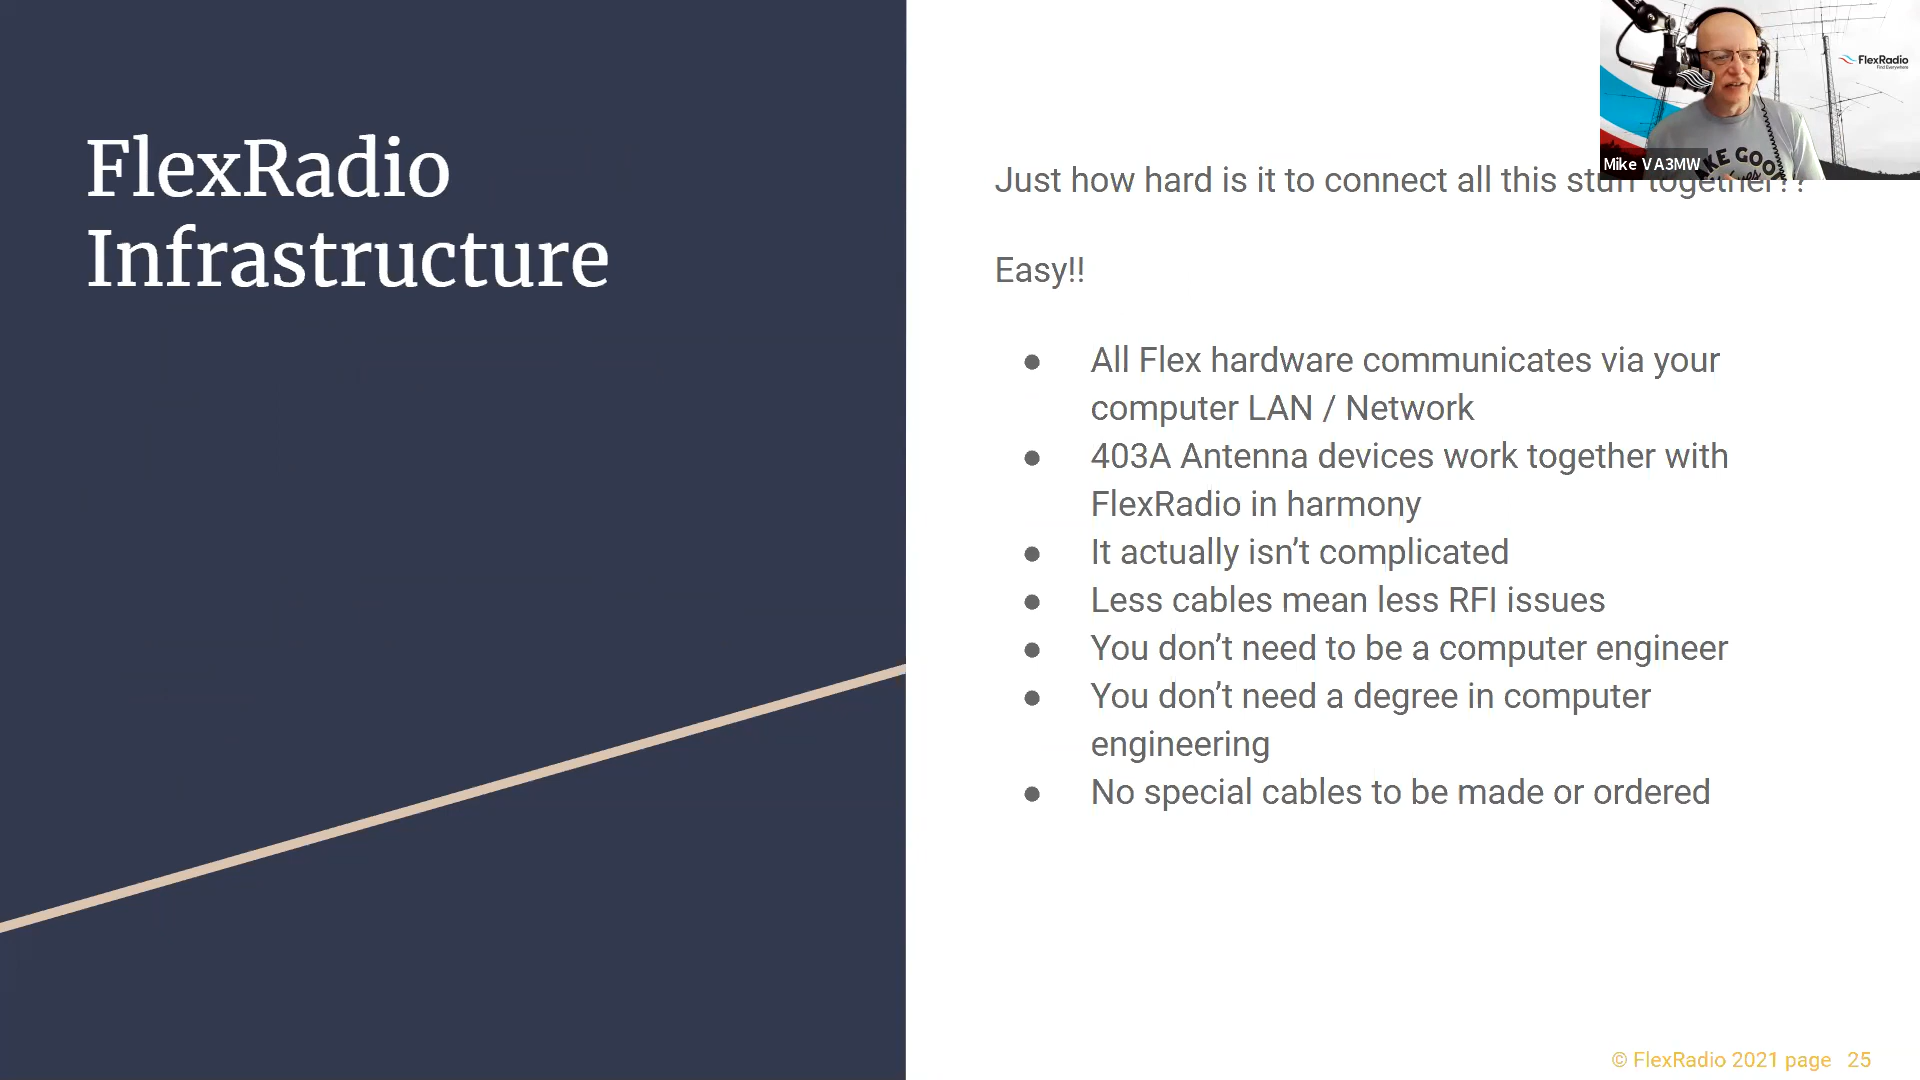 FlexRadio
Infrastructure
FlexRadio
Mike VA3MW
Just how hard is it to connect all this stuff together??
Easy!!
● All Flex hardware communicates via your
computer LAN / Network
● 403A Antenna devices work together with
FlexRadio in harmony
● It actually isn’t complicated
● Less cables mean less RFI issues
● You don’t need to be a computer engineer
● You don’t need a degree in computer
engineering
● No special cables to be made or ordered
© FlexRadio 2021 page 25